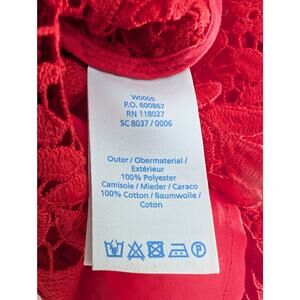 W0005
P.O. 600867
RN 118027
SC 8037 / 0006
Outer / Obermaterial /
Extérieur
100% Polyester
Camisole / Mieder / Caraco
100% Cotton / Baumwolle /
Coton